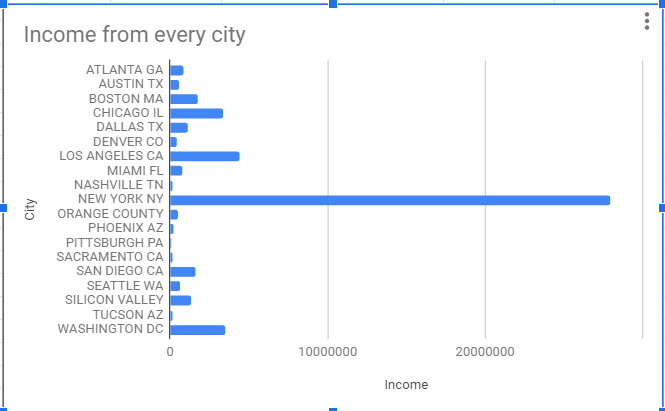 Income from every city
ATLANTA GA
AUSTIN TX
BOSTON MA
CHICAGO IL
DALLAS TX
DENVER CO
LOS ANGELES CA
MIAMI FL
NASHVILLE TN
NEW YORK NY
ORANGE COUNTY
PHOENIX AZ
PITTSBURGH PA
SACRAMENTO CA
SAN DIEGO CA
SEATTLE WA
SILICON VALLEY
TUCSON AZ
WASHINGTON DC
City
0 10000000 20000000
Income